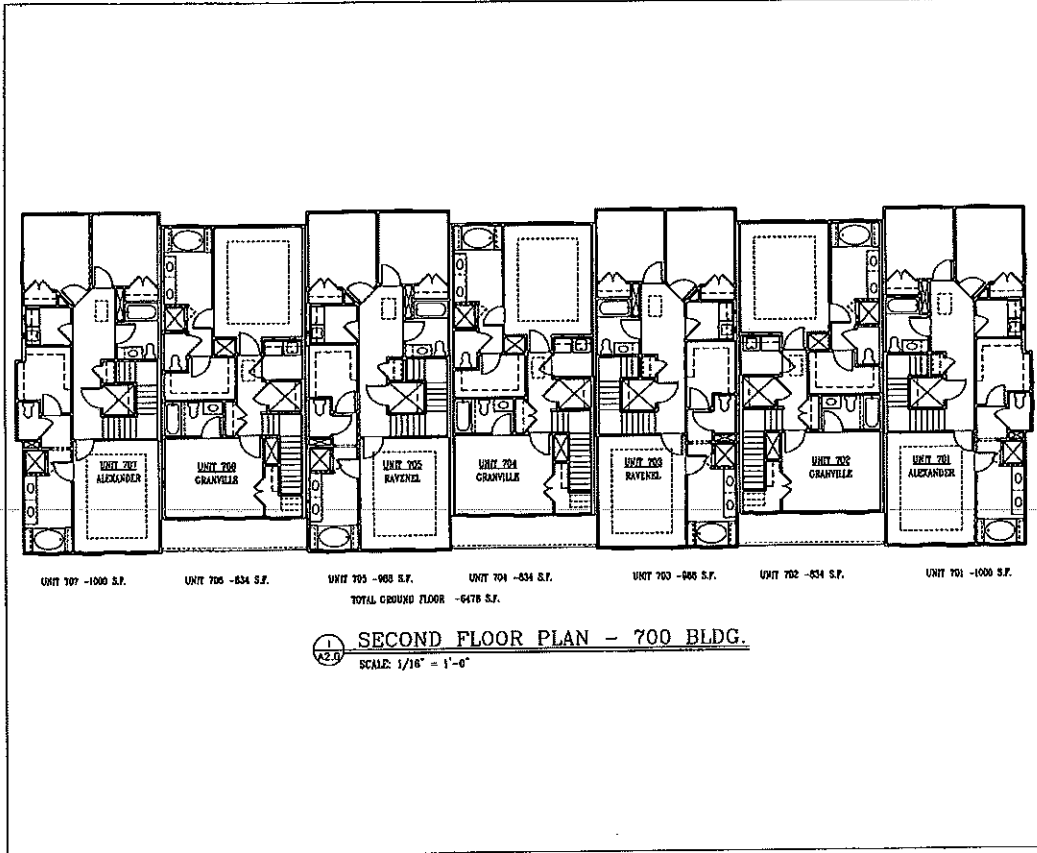 UNIT 707
ALEXANDER
UNIT 706
GRANVILLE
UNIT 705
RAVENEL
UNIT 704
GRANVILLE
UNIT 703
RAVENEL
UNIT 702
GRANVILLE
UNIT 701
ALEXANDER
UNIT 707 -1000 S.F.
UNIT 706 -834 S.F.
UNIT 705 -988 S.F.
UNIT 704 -834 S.F.
UNIT 703 -988 S.F.
UNIT 702 -834 S.F.
UNIT 701 -1000 S.F.
TOTAL GROUND FLOOR -6478 S.F.
1
A2.0
SECOND FLOOR PLAN - 700 BLDG.
SCALE: 1/16" = 1'-0"